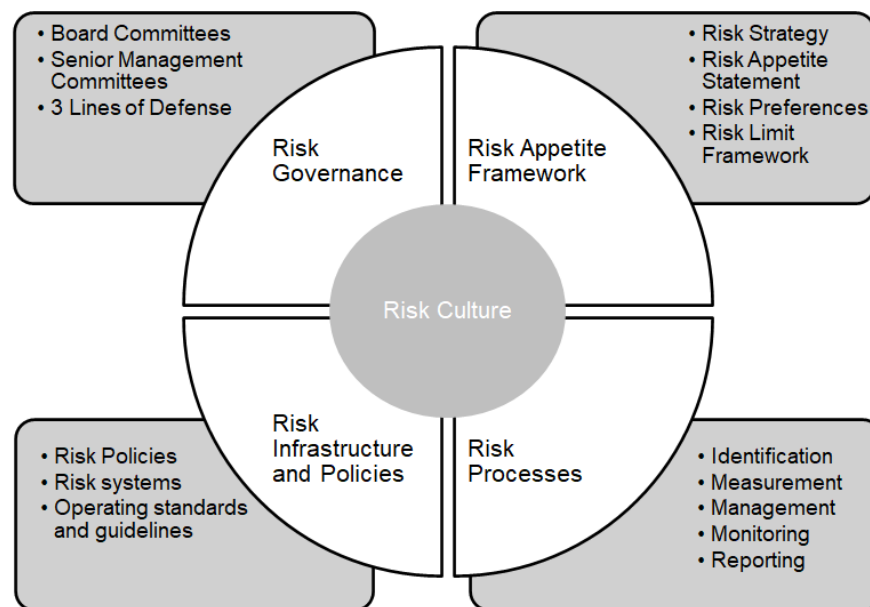 • Board Committees
• Senior Management
Committees
• 3 Lines of Defense
• Risk Strategy
• Risk Appetite
Statement
• Risk Preferences
• Risk Limit
Framework
Risk
Governance
Risk Appetite
Framework
Risk Culture
Risk
Infrastructure
and Policies
Risk
Processes
• Risk Policies
• Risk systems
• Operating standards
and guidelines
• Identification
• Measurement
• Management
• Monitoring
• Reporting